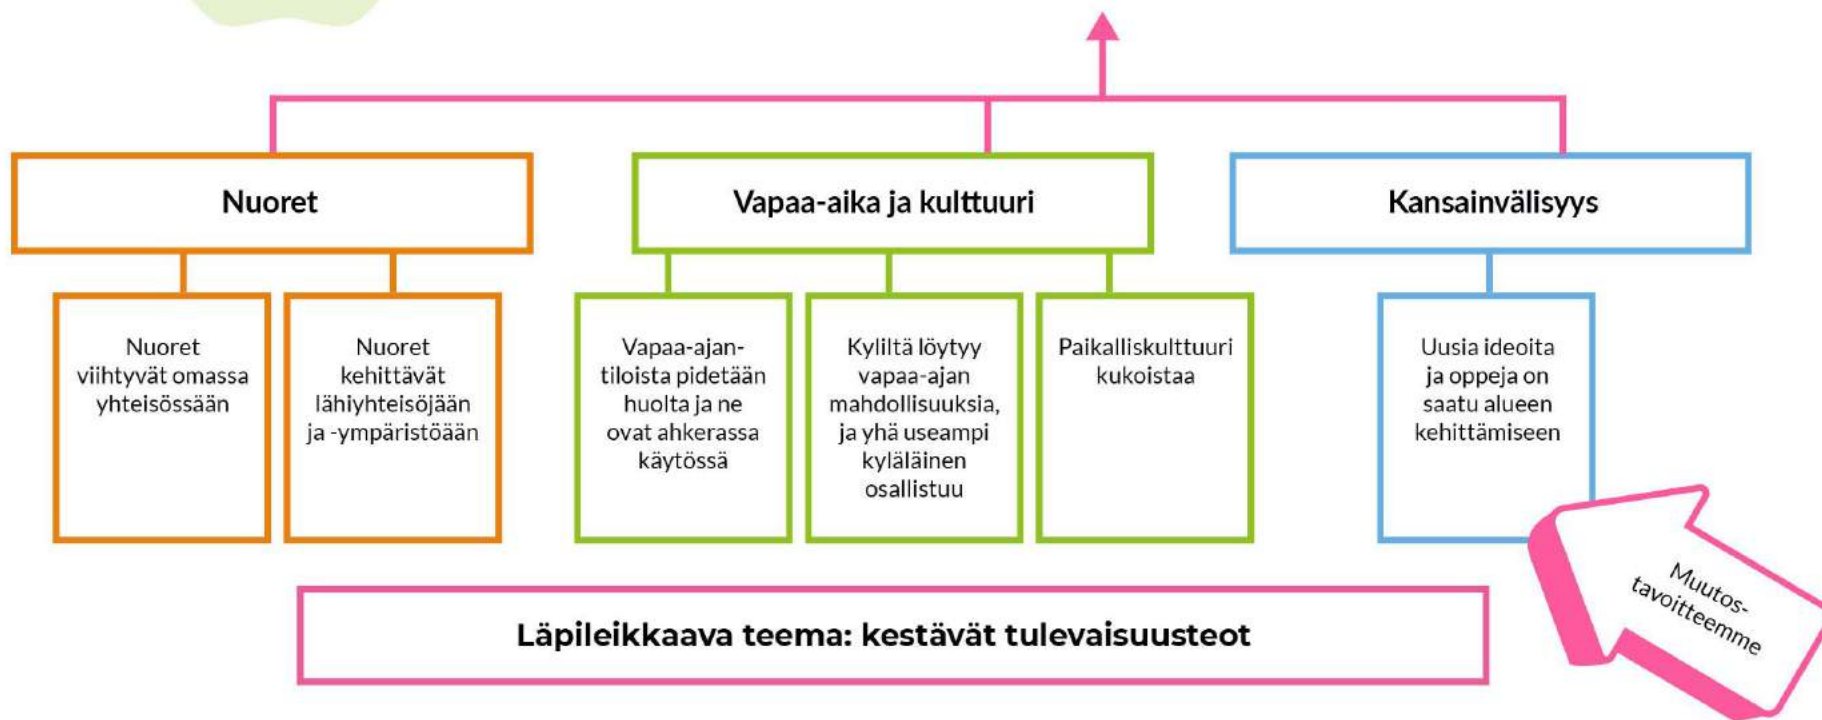 Nuoret
Vapaa-aika ja kulttuuri
Kansainvälisyys
Nuoret
viihtyvät omassa
yhteisössään
Nuoret
kehittävät
lähiyhteisöjään
ja -ympäristöään
Vapaa-ajan-
tiloista pidetään
huolta ja ne
ovat ahkerassa
käytössä
Kyliltä löytyy
vapaa-ajan
mahdollisuuksia,
ja yhä useampi
kyläläinen
osallistuu
Paikalliskulttuuri
kukoistaa
Uusia ideoita
ja oppeja on
saatu alueen
kehittämiseen
Muutos-
tavoitteemme
Läpileikkaava teema: kestävät tulevaisuusteot